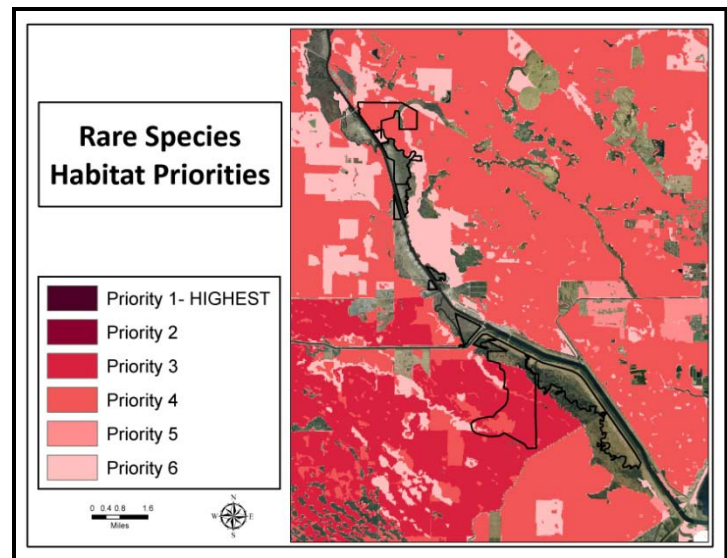 Rare Species
Habitat Priorities
Priority 1- HIGHEST
Priority 2
Priority 3
Priority 4
Priority 5
Priority 6
0 0.4 0.8 1.6
Miles
N
W E
S